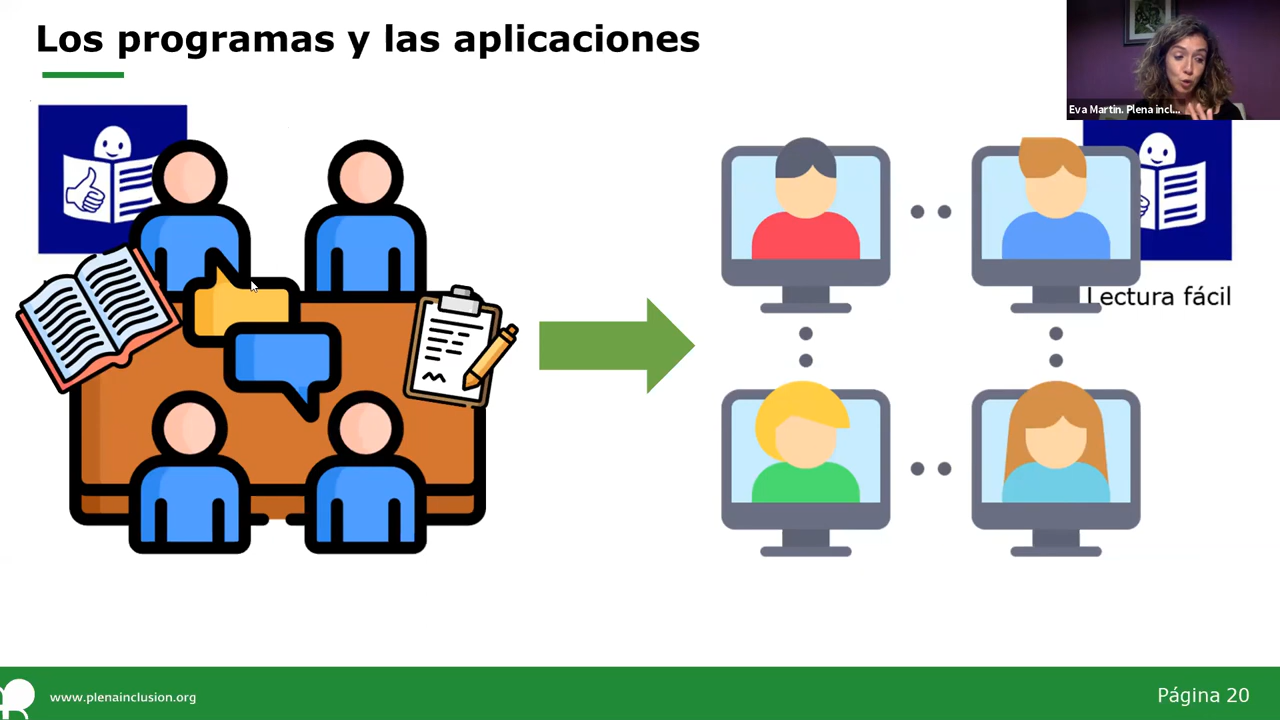 Los programas y las aplicaciones
Eva Martin. Plena incl...
Lectura fácil
www.plenainclusion.org
Página 20